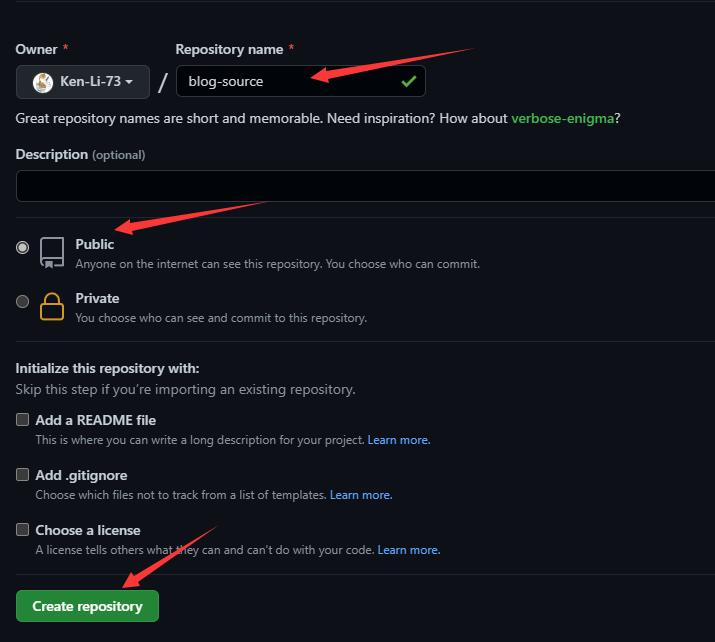 Owner * Repository name *
Ken-Li-73 / blog-source
Great repository names are short and memorable. Need inspiration? How about verbose-enigma?
Description (optional)
Public
Anyone on the internet can see this repository. You choose who can commit.
Private
You choose who can see and commit to this repository.
Initialize this repository with:
Skip this step if you're importing an existing repository.
Add a README file
This is where you can write a long description for your project. Learn more.
Add .gitignore
Choose which files not to track from a list of templates. Learn more.
Choose a license
A license tells others what they can and can't do with your code. Learn more.
Create repository